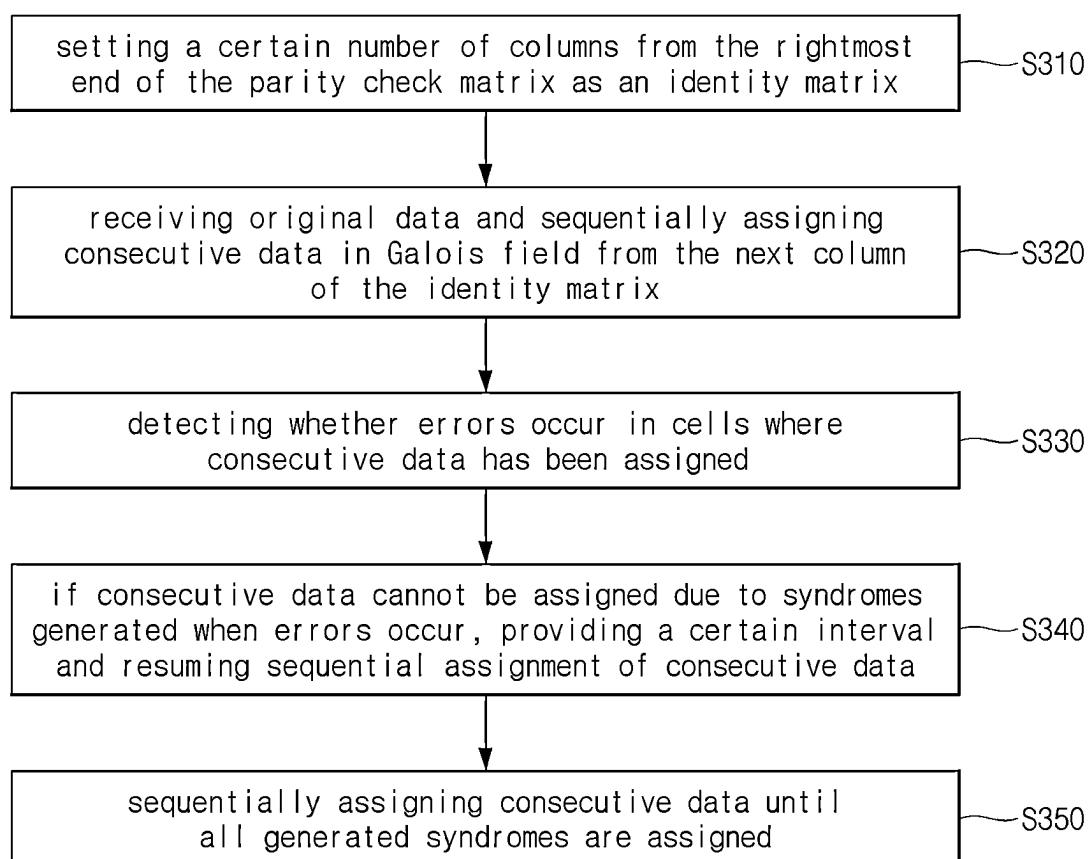 setting a certain number of columns from the rightmost
end of the parity check matrix as an identity matrix
S310
receiving original data and sequentially assigning
consecutive data in Galois field from the next column
of the identity matrix
S320
detecting whether errors occur in cells where
consecutive data has been assigned
S330
if consecutive data cannot be assigned due to syndromes
generated when errors occur, providing a certain interval
and resuming sequential assignment of consecutive data
S340
sequentially assigning consecutive data until
all generated syndromes are assigned
S350